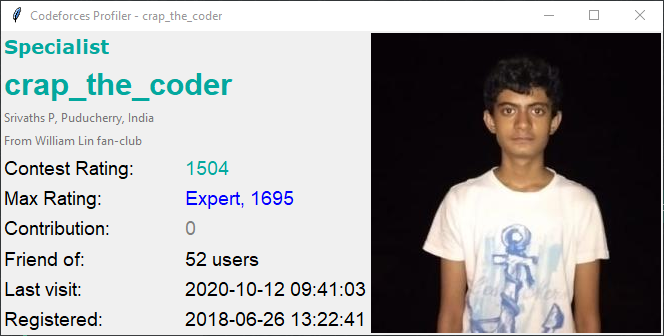 Codeforces Profiler - crap_the_coder
Specialist
crap_the_coder
Srivaths P, Puducherry, India
From William Lin fan-club
Contest Rating: 1504
Max Rating: Expert, 1695
Contribution: 0
Friend of: 52 users
Last visit: 2020-10-12 09:41:03
Registered: 2018-06-26 13:22:41